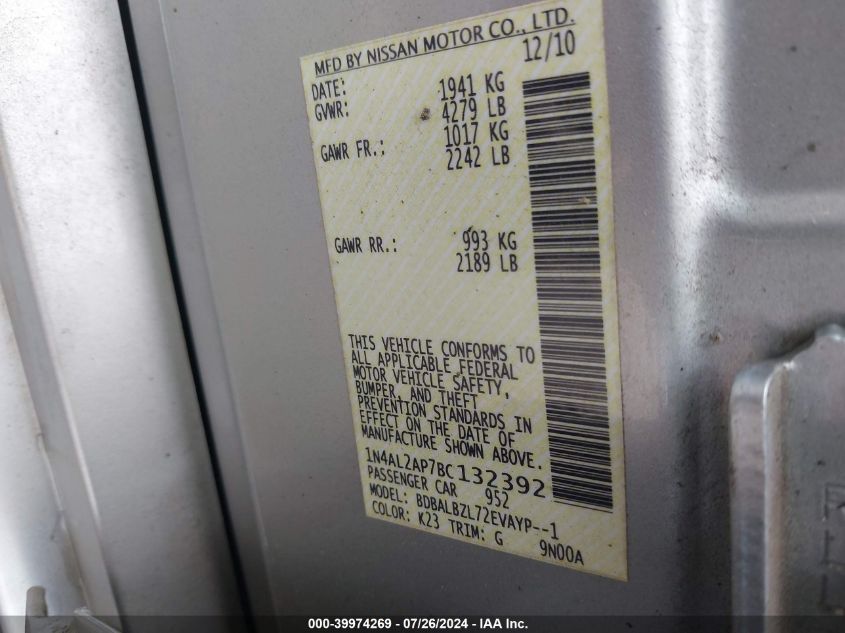 MFD BY NISSAN MOTOR CO., LTD.
DATE: 12/10
GVWR: 1941 KG
4279 LB
GAWR FR.: 1017 KG
2242 LB
GAWR RR.: 993 KG
2189 LB
THIS VEHICLE CONFORMS TO
ALL APPLICABLE FEDERAL
MOTOR VEHICLE SAFETY,
BUMPER, AND THEFT
PREVENTION STANDARDS IN
EFFECT ON THE DATE OF
MANUFACTURE SHOWN ABOVE.
1N4AL2AP7BC132392
PASSENGER CAR 952
MODEL: BDBALBZL72EVAYP--1
COLOR: K23 TRIM: G 9N00A
000-39974269 - 07/26/2024 - IAA Inc.